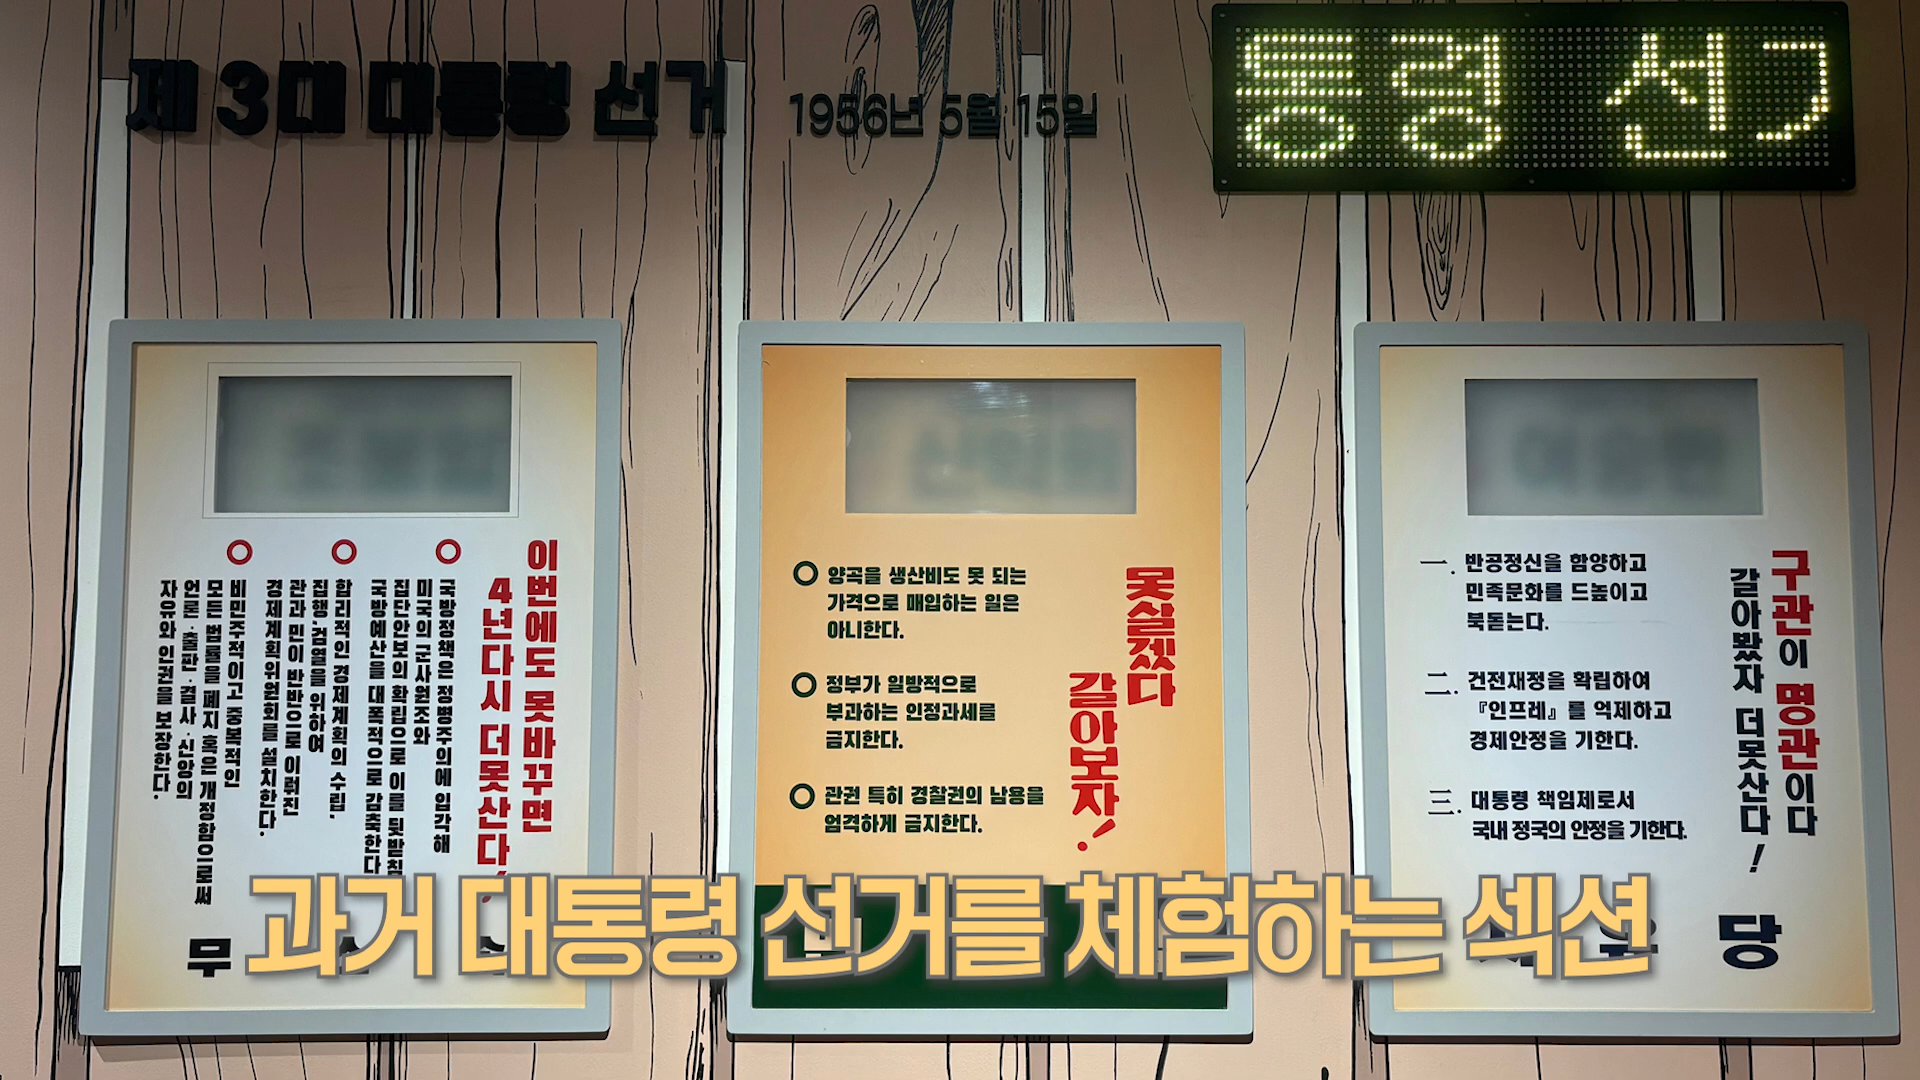 제 3대 대통령 선거
1956년 5월 15일
통령 선거
이번에도 못바꾸면
4년다시 더못산다!
국방정책은 정병주의에 입각해
미국의 군사원조와
집단안보의 확립으로 이를 뒷받침
국방예산을 대폭적으로 감축한다
합리적인 경제계획의 수립,
집행,검열을 위하여
관과 민이 반반으로 이뤄진
경제계획위원회를 설치한다.
비민주적이고 중복적인
모든 법률을 폐지 혹은 개정함으로써
언론·출판·결사·신앙의
자유와 인권을 보장한다.
무
못살겠다
갈아보자!
양곡을 생산비도 못 되는
가격으로 매입하는 일은
아니한다.
정부가 일방적으로
부과하는 인정과세를
금지한다.
관권 특히 경찰권의 남용을
엄격하게 금지한다.
구관이 명관이다
갈아봤자 더못산다!
一. 반공정신을 함양하고
민족문화를 드높이고
북돋는다.
二. 건전재정을 확립하여
『인프레』를 억제하고
경제안정을 기한다.
三. 대통령 책임제로서
국내 정국의 안정을 기한다.
당
과거 대통령 선거를 체험하는 섹션